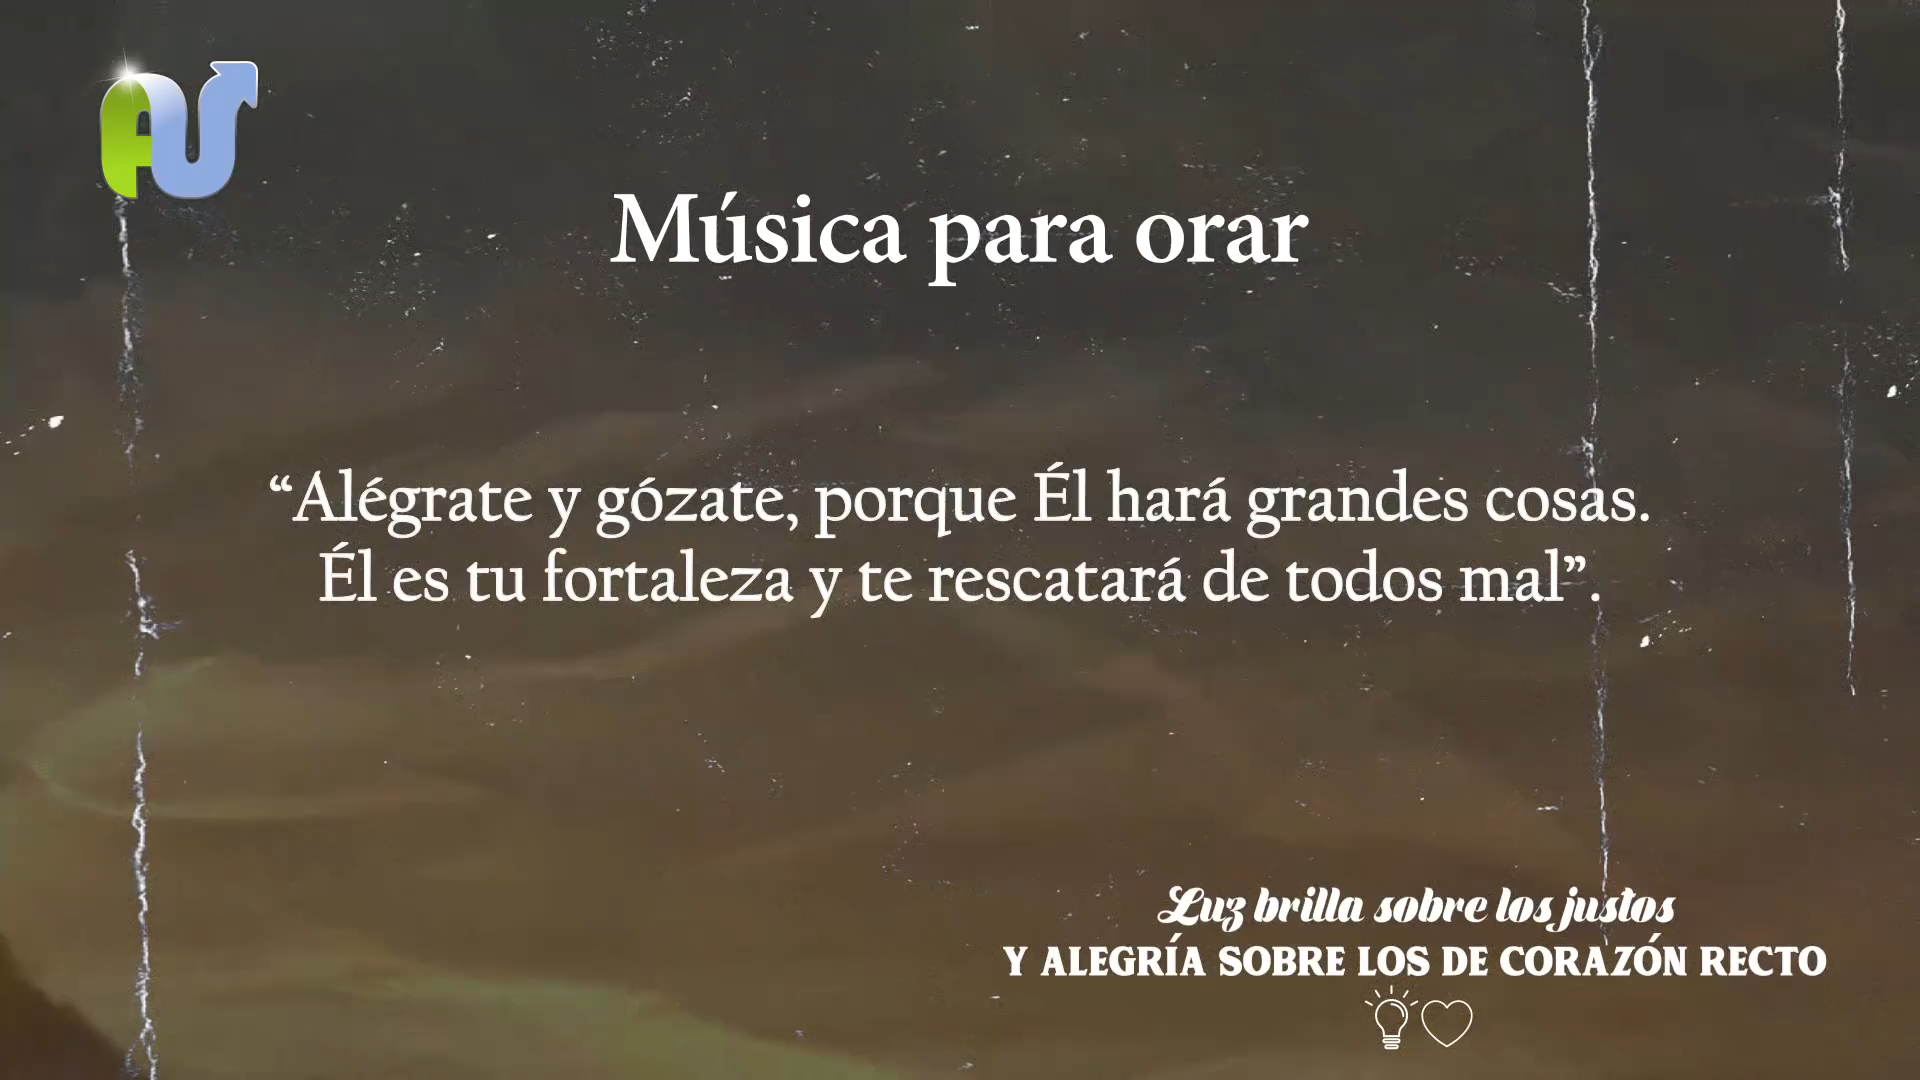 AU
Música para orar
“Alégrate y gózate, porque Él hará grandes cosas.
Él es tu fortaleza y te rescatará de todos mal”.
Luz brilla sobre los justos
Y ALEGRÍA SOBRE LOS DE CORAZÓN RECTO